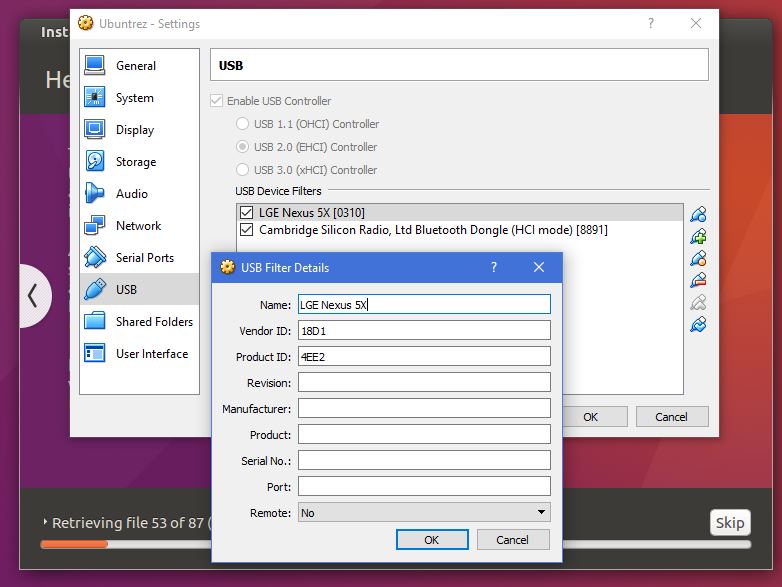 Inst
Ubuntrez - Settings
?
He
General
System
Display
Storage
Audio
Network
Serial Ports
USB
Shared Folders
User Interface
USB
Enable USB Controller
USB 1.1 (OHCI) Controller
USB 2.0 (EHCI) Controller
USB 3.0 (xHCI) Controller
USB Device Filters
LGE Nexus 5X [0310]
Cambridge Silicon Radio, Ltd Bluetooth Dongle (HCI mode) [8891]
OK
Cancel
USB Filter Details
?
Name: LGE Nexus 5X
Vendor ID: 18D1
Product ID: 4EE2
Revision:
Manufacturer:
Product:
Serial No.:
Port:
Remote: No
OK
Cancel
Retrieving file 53 of 87 (
Skip